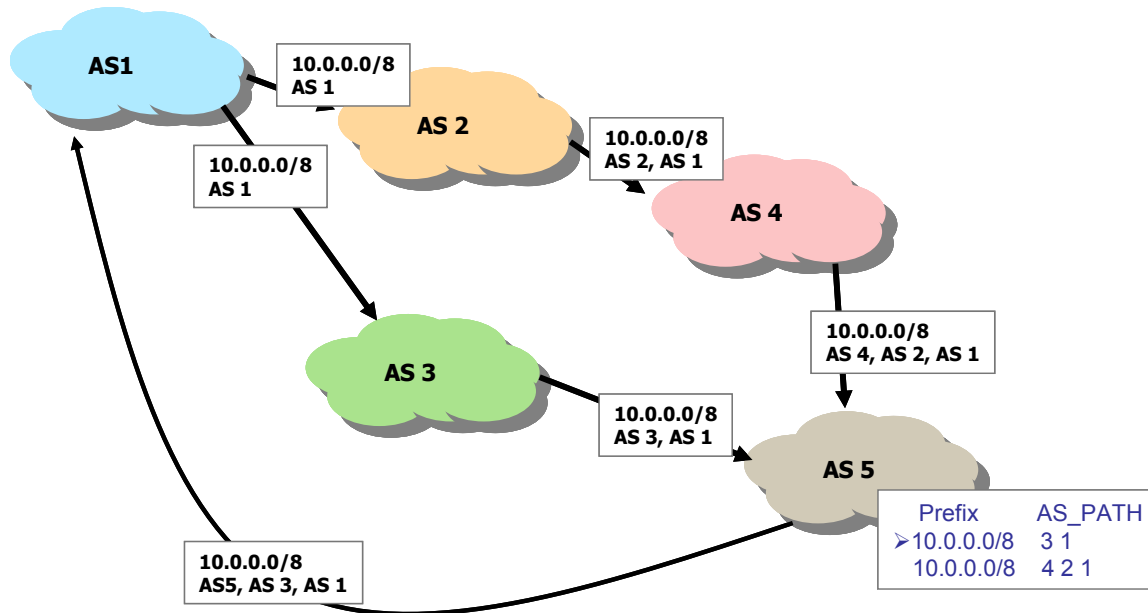 AS1
10.0.0.0/8
AS 1
AS 2
10.0.0.0/8
AS 2, AS 1
10.0.0.0/8
AS 1
AS 4
10.0.0.0/8
AS 4, AS 2, AS 1
AS 3
10.0.0.0/8
AS 3, AS 1
AS 5
Prefix AS_PATH
➢10.0.0.0/8 3 1
10.0.0.0/8 4 2 1
10.0.0.0/8
AS5, AS 3, AS 1